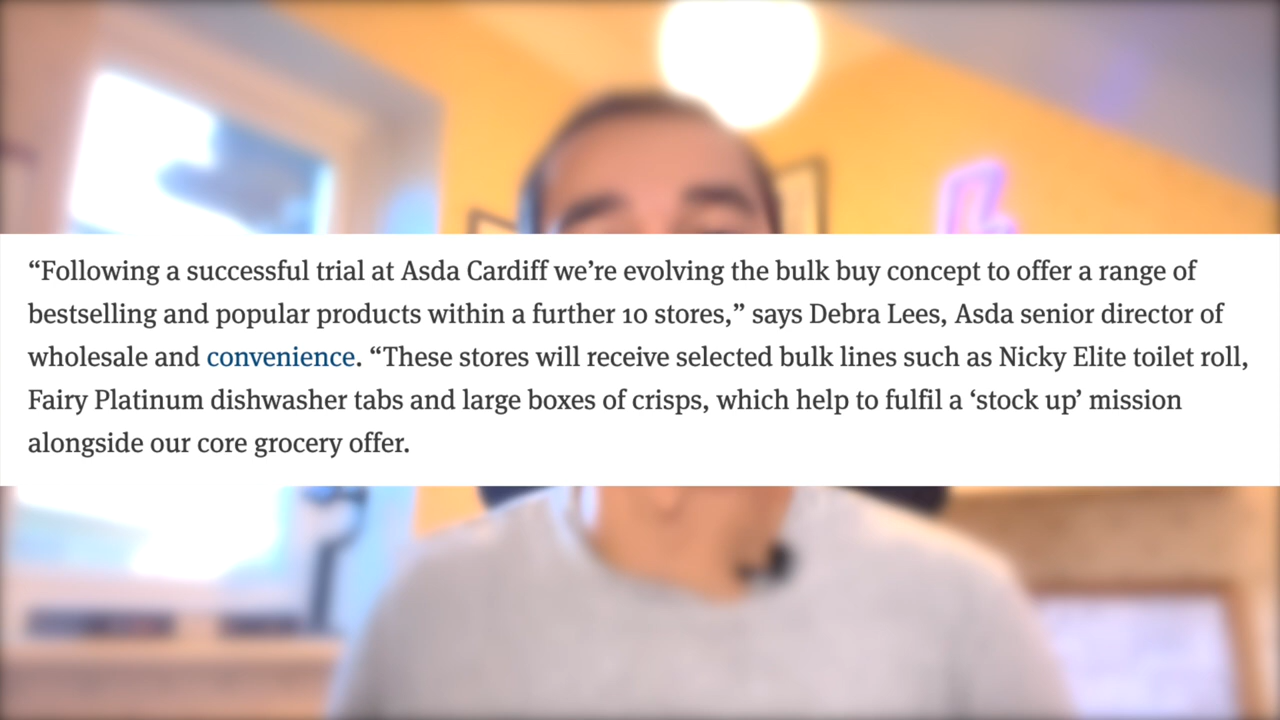 “Following a successful trial at Asda Cardiff we’re evolving the bulk buy concept to offer a range of
bestselling and popular products within a further 10 stores,” says Debra Lees, Asda senior director of
wholesale and convenience. “These stores will receive selected bulk lines such as Nicky Elite toilet roll,
Fairy Platinum dishwasher tabs and large boxes of crisps, which help to fulfil a ‘stock up’ mission
alongside our core grocery offer.